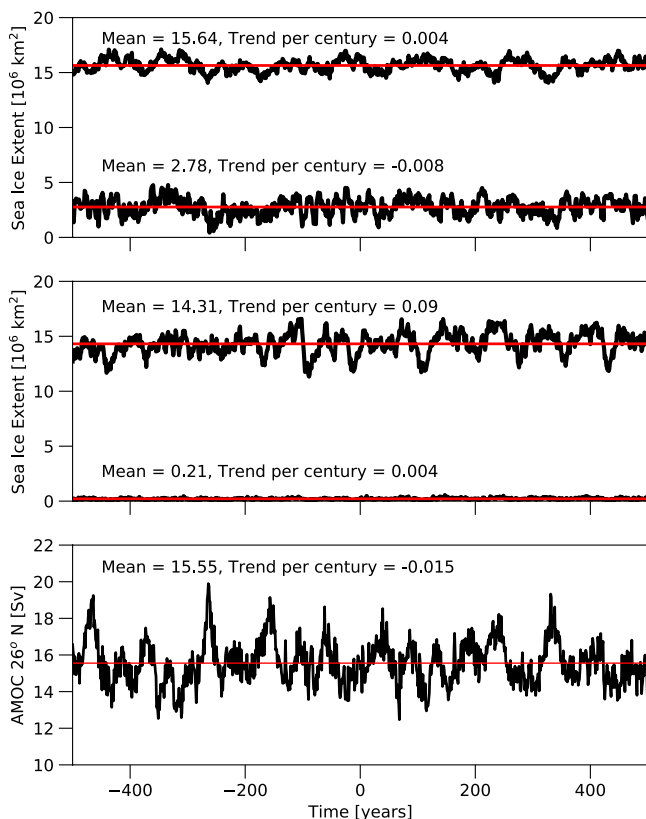 20
Mean = 15.64, Trend per century = 0.004
15
10
Mean = 2.78, Trend per century = -0.008
5
0
Sea Ice Extent [10⁶ km²]
20
Mean = 14.31, Trend per century = 0.09
15
10
5
Mean = 0.21, Trend per century = 0.004
0
Sea Ice Extent [10⁶ km²]
22
Mean = 15.55, Trend per century = -0.015
20
18
16
14
12
10
AMOC 26° N [Sv]
−400 −200 0 200 400
Time [years]